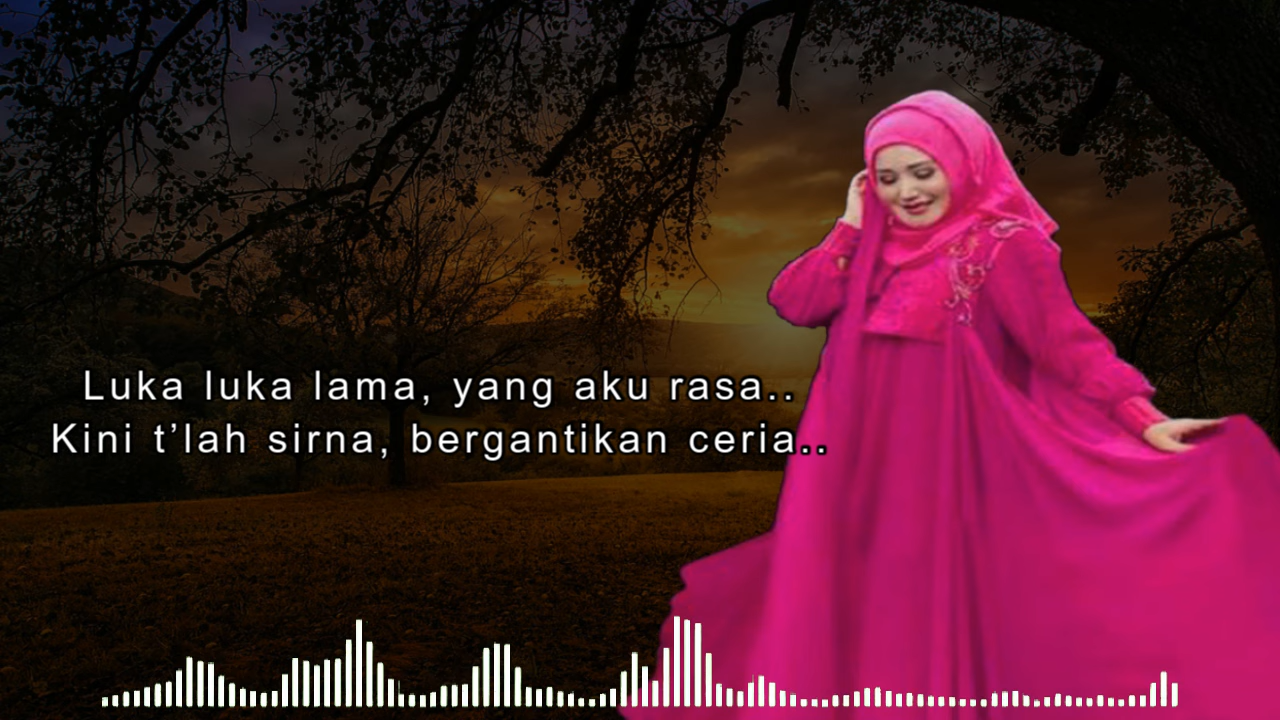 Luka luka lama, yang aku rasa..
Kini t’lah sirna, bergantikan ceria..